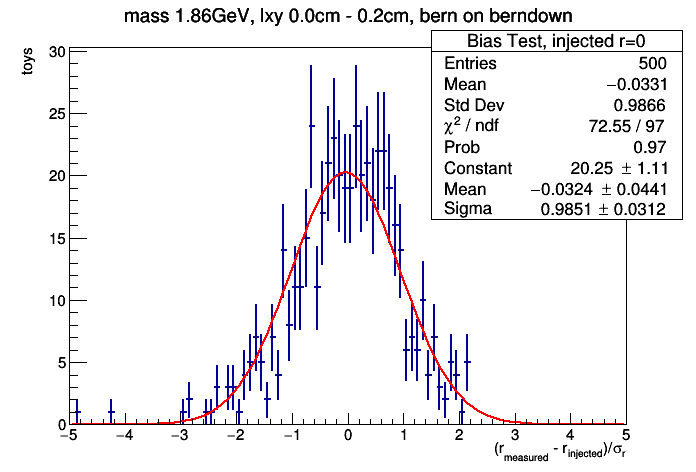 mass 1.86GeV, lxy 0.0cm - 0.2cm, bern on berndown
Bias Test, injected r=0
Entries 500
Mean −0.0331
Std Dev 0.9866
χ² / ndf 72.55 / 97
Prob 0.97
Constant 20.25 ± 1.11
Mean −0.0324 ± 0.0441
Sigma 0.9851 ± 0.0312
toys
30
25
20
15
10
5
0
−5 −4 −3 −2 −1 0 1 2 3 4 5
(r_measured - r_injected)/σ_r